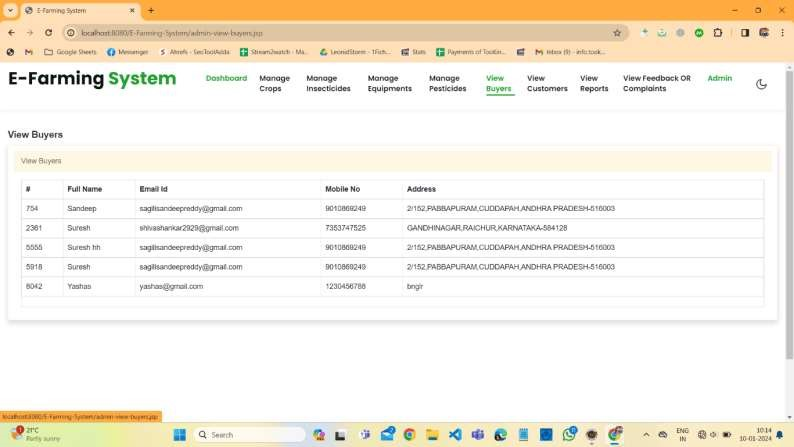 E-Farming System
localhost:8080/E-Farming-System/admin-view-buyers.jsp
Google Sheets
Messenger
Ahrefs - SeoToolAdda
Stream2watch - Ma...
LeonidStorm - 1Fich...
Stats
Payments of ToolGin...
Inbox (9) - info.took...
E-Farming System
Dashboard
Manage Crops
Manage Insecticides
Manage Equipments
Manage Pesticides
View Buyers
View Customers
View Reports
View Feedback OR Complaints
Admin
View Buyers
View Buyers
# Full Name Email Id Mobile No Address
754 Sandeep sagilisandeepreddy@gmail.com 9010869249 2/152,PABBAPURAM,CUDDAPAH,ANDHRA PRADESH-516003
2361 Suresh shivashankar2929@gmail.com 7353747525 GANDHINAGAR,RAICHUR,KARNATAKA-584128
5555 Suresh hh sagilisandeepreddy@gmail.com 9010869249 2/152,PABBAPURAM,CUDDAPAH,ANDHRA PRADESH-516003
5918 Suresh sagilisandeepreddy@gmail.com 9010869249 2/152,PABBAPURAM,CUDDAPAH,ANDHRA PRADESH-516003
8042 Yashas yashas@gmail.com 1230456788 bnglr
localhost:8080/E-Farming-System/admin-view-buyers.jsp
21°C
Partly sunny
Search
ENG
IN
10:14
10-01-2024